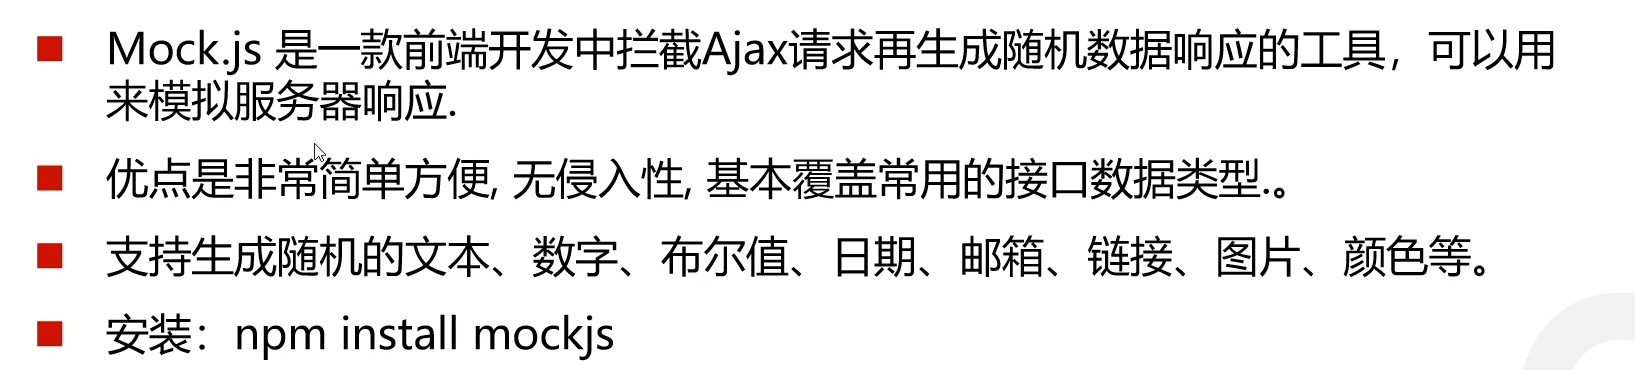 Mock.js 是一款前端开发中拦截Ajax请求再生成随机数据响应的工具，可以用
来模拟服务器响应.
优点是非常简单方便, 无侵入性, 基本覆盖常用的接口数据类型.。
支持生成随机的文本、数字、布尔值、日期、邮箱、链接、图片、颜色等。
安装：npm install mockjs